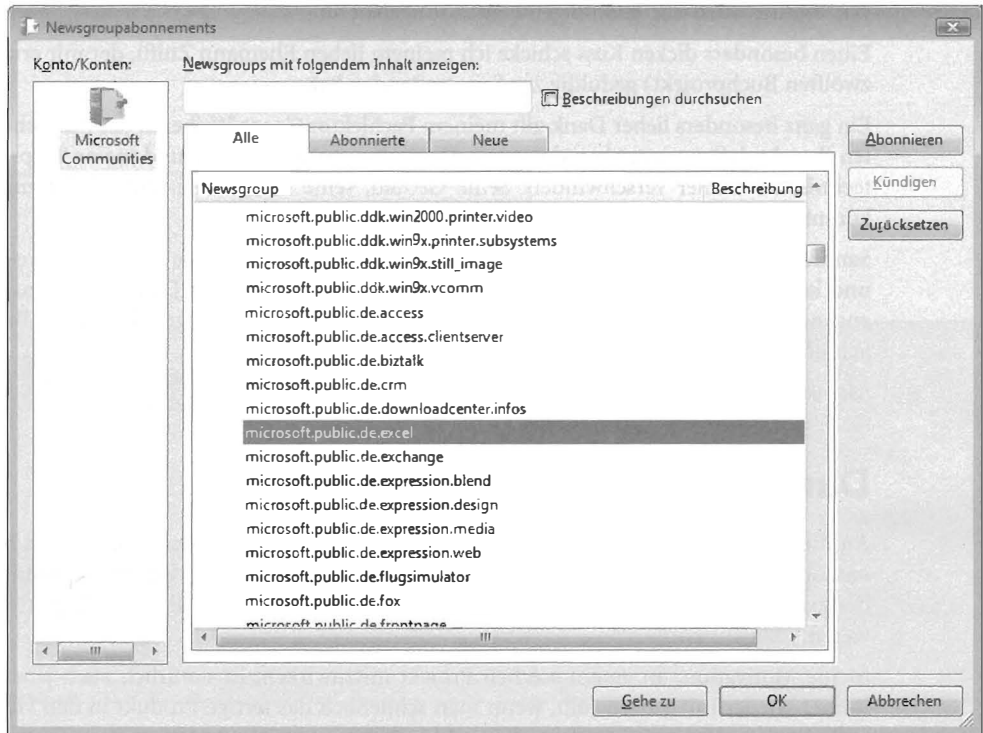 Newsgroupabonnements
Konto/Konten:
Newsgroups mit folgendem Inhalt anzeigen:
Beschreibungen durchsuchen
Microsoft
Communities
Alle
Abonnierte
Neue
Abonnieren
Newsgroup
Beschreibung
Kündigen
microsoft.public.ddk.win2000.printer.video
Zurücksetzen
microsoft.public.ddk.win9x.printer.subsystems
microsoft.public.ddk.win9x.still_image
microsoft.public.ddk.win9x.vcomm
microsoft.public.de.access
microsoft.public.de.access.clientserver
microsoft.public.de.biztalk
microsoft.public.de.crm
microsoft.public.de.downloadcenter.infos
microsoft.public.de.excel
microsoft.public.de.exchange
microsoft.public.de.expression.blend
microsoft.public.de.expression.design
microsoft.public.de.expression.media
microsoft.public.de.expression.web
microsoft.public.de.flugsimulator
microsoft.public.de.fox
microsoft.public.de.frontpage
Gehe zu
OK
Abbrechen